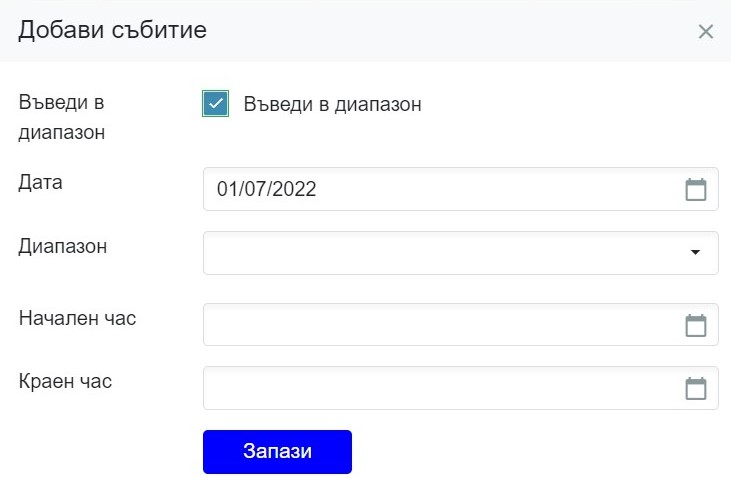 Добави събитие
Въведи в
диапазон
Въведи в диапазон
Дата
01/07/2022
Диапазон
Начален час
Краен час
Запази